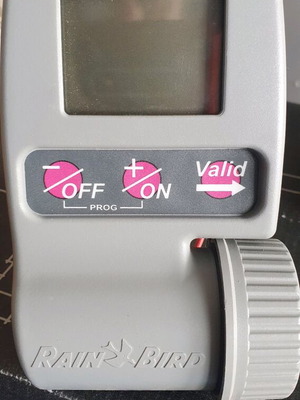 - + Valid
OFF ON
PROG
RAIN BIRD